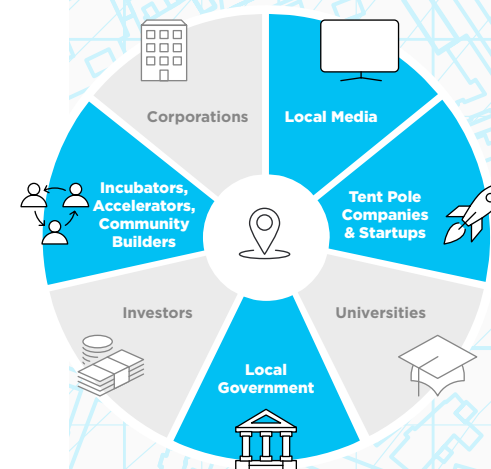 Corporations
Local Media
Incubators,
Accelerators,
Community
Builders
Tent Pole
Companies
& Startups
Investors
Universities
Local
Government